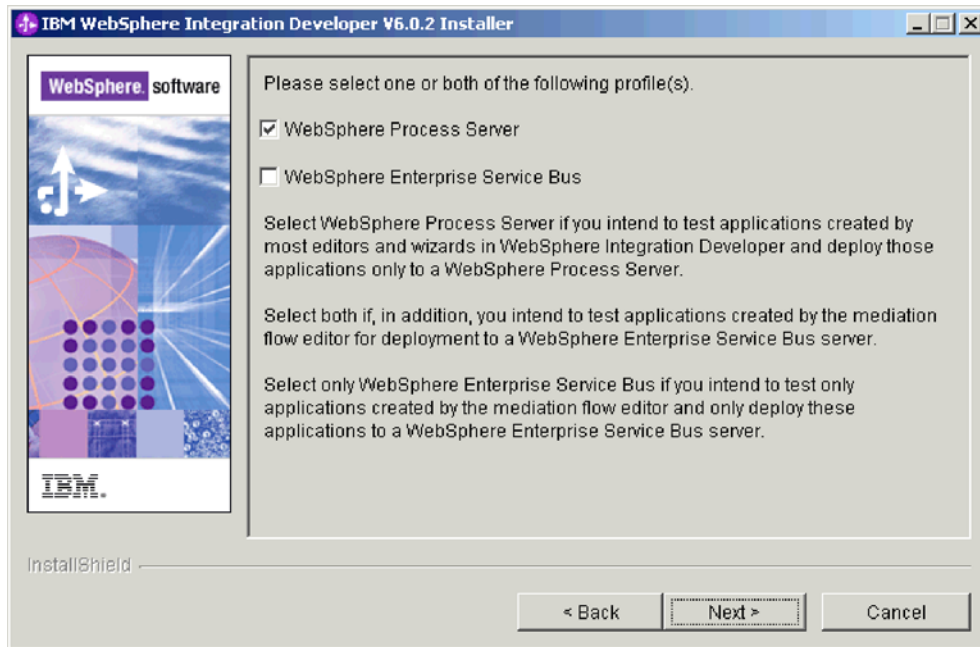 IBM WebSphere Integration Developer V6.0.2 Installer
WebSphere. software
Please select one or both of the following profile(s).
WebSphere Process Server
WebSphere Enterprise Service Bus
Select WebSphere Process Server if you intend to test applications created by
most editors and wizards in WebSphere Integration Developer and deploy those
applications only to a WebSphere Process Server.
Select both if, in addition, you intend to test applications created by the mediation
flow editor for deployment to a WebSphere Enterprise Service Bus server.
Select only WebSphere Enterprise Service Bus if you intend to test only
applications created by the mediation flow editor and only deploy these
applications to a WebSphere Enterprise Service Bus server.
IBM.
InstallShield
< Back
Next >
Cancel